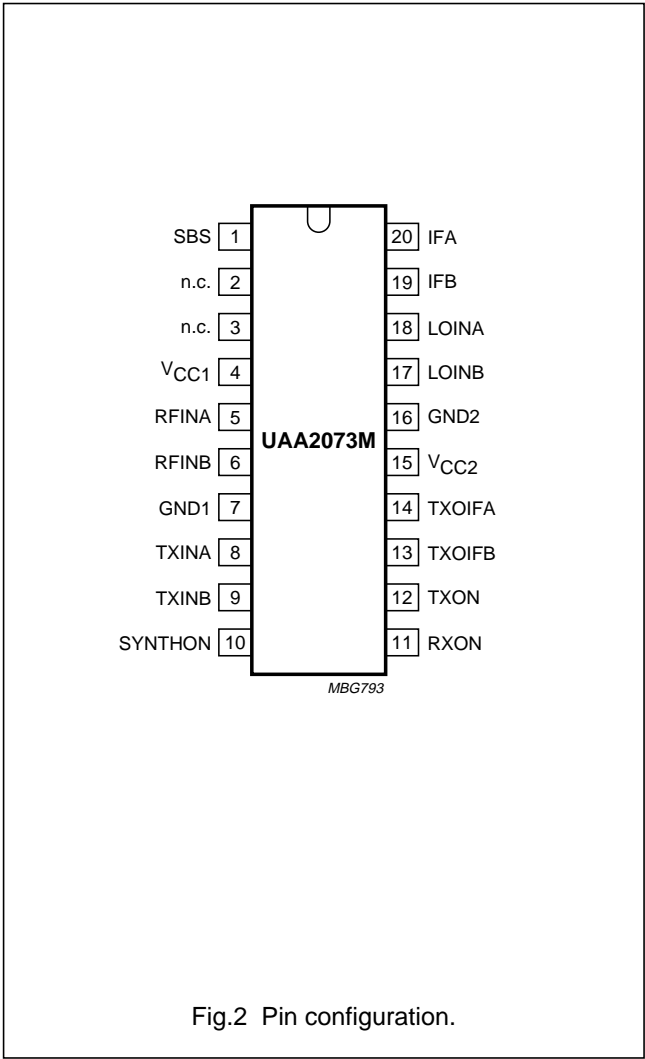 SBS 1 20 IFA
n.c. 2 19 IFB
n.c. 3 18 LOINA
VCC1 4 17 LOINB
RFINA 5 16 GND2
UAA2073M
RFINB 6 15 VCC2
GND1 7 14 TXOIFA
TXINA 8 13 TXOIFB
TXINB 9 12 TXON
SYNTHON 10 11 RXON
MBG793
Fig.2 Pin configuration.